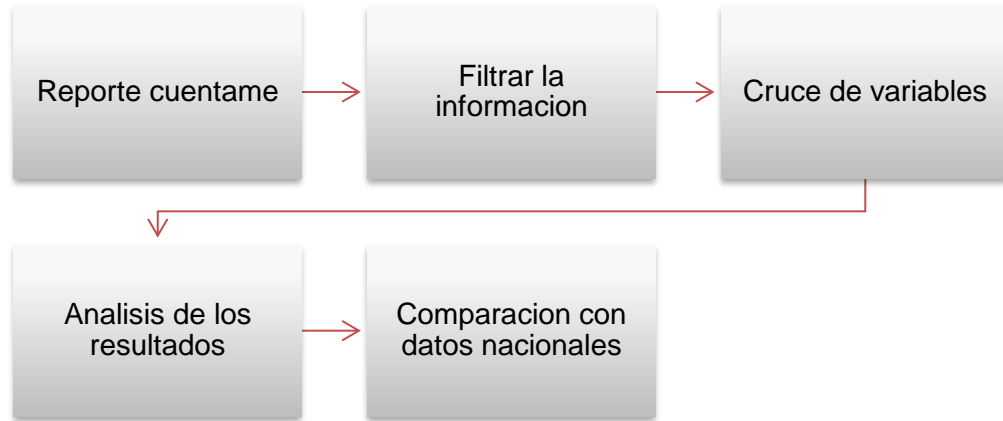 Reporte cuentame
Filtrar la
informacion
Cruce de variables
Analisis de los
resultados
Comparacion con
datos nacionales